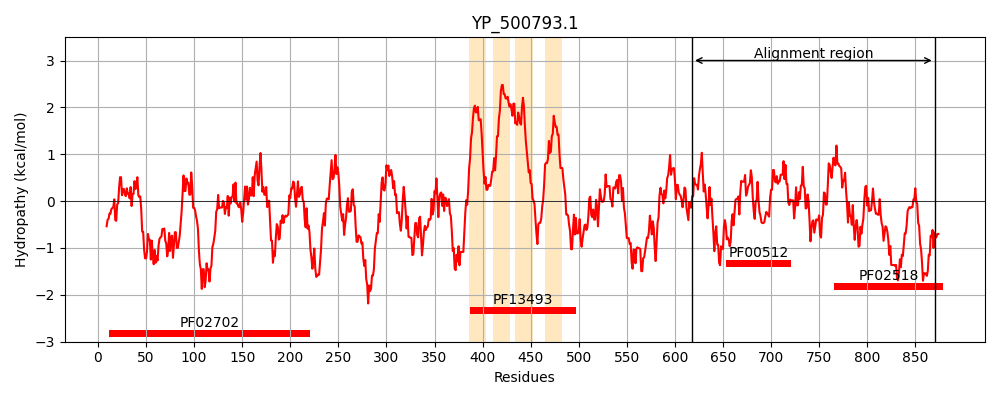 YP_500793.1
Alignment region
3
2
1
0
−1
−2
−3
Hydropathy (kcal/mol)
PF00512
PF02518
PF13493
PF02702
0 50 100 150 200 250 300 350 400 450 500 550 600 650 700 750 800 850
Residues